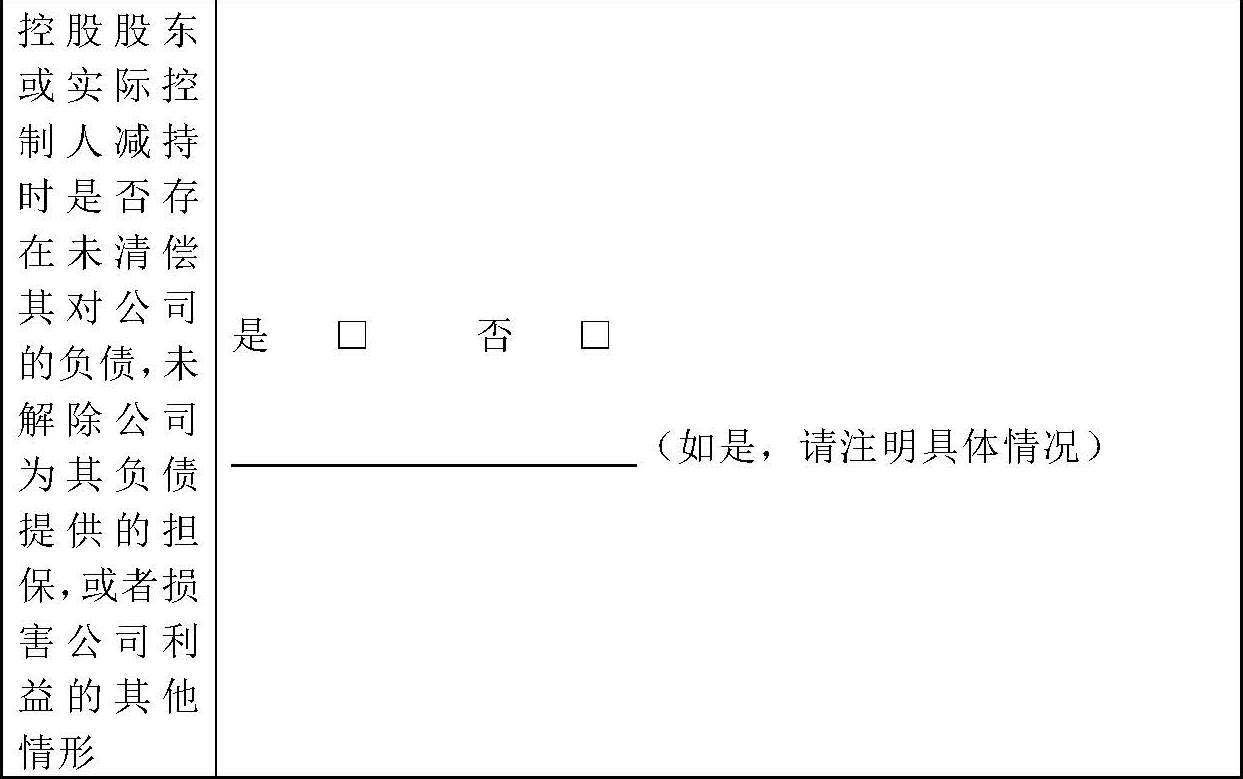 控股股东
或实际控
制人减持
时是否存
在未清偿
其对公司
的负债，未
解除公司
为其负债
提供的担
保，或者损
害公司利
益的其他
情形
是 □ 否 □
（如是，请注明具体情况）